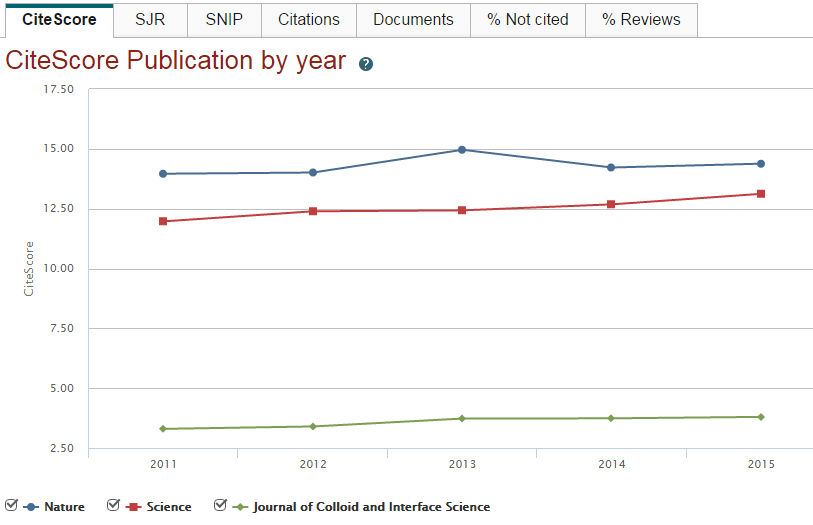 CiteScore SJR SNIP Citations Documents % Not cited % Reviews
CiteScore Publication by year ?
17.50
15.00
12.50
10.00
7.50
5.00
2.50
CiteScore
2011 2012 2013 2014 2015
Nature Science Journal of Colloid and Interface Science